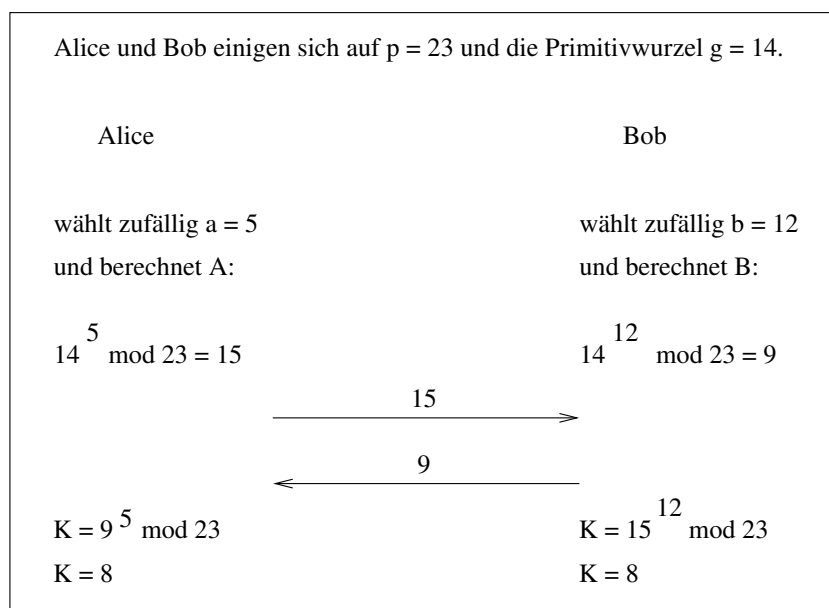 Alice und Bob einigen sich auf p = 23 und die Primitivwurzel g = 14.
Alice
Bob
wählt zufällig a = 5
wählt zufällig b = 12
und berechnet A:
und berechnet B:
14^5 mod 23 = 15
14^12 mod 23 = 9
15
9
K = 9^5 mod 23
K = 15^12 mod 23
K = 8
K = 8